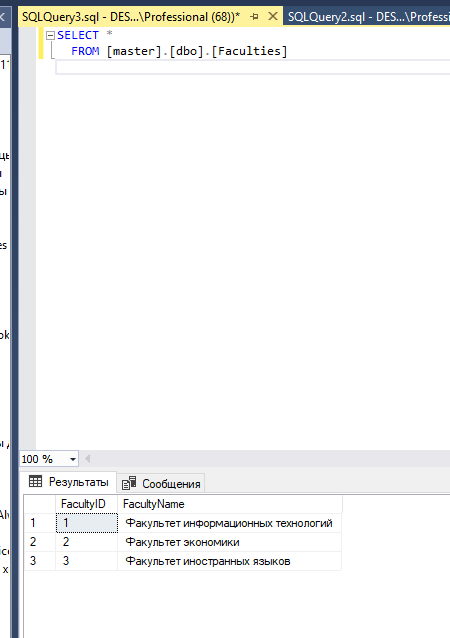 SQLQuery3.sql - DES...\Professional (68))*
SQLQuery2.sql - DES...\Profession
SELECT *
FROM [master].[dbo].[Faculties]
100 %
Результаты
Сообщения
FacultyID FacultyName
1 1 Факультет информационных технологий
2 2 Факультет экономики
3 3 Факультет иностранных языков